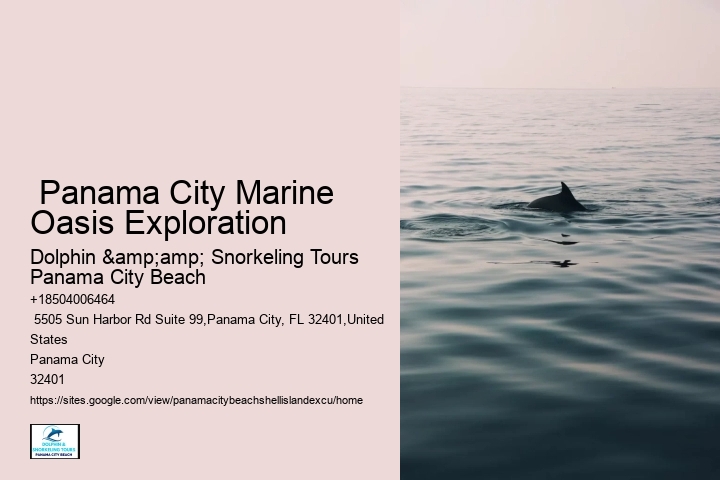 Panama City Marine
Oasis Exploration
Dolphin &amp;amp; Snorkeling Tours
Panama City Beach
+18504006464
5505 Sun Harbor Rd Suite 99,Panama City, FL 32401,United
States
Panama City
32401
https://sites.google.com/view/panamacitybeachshellislandexcu/home
DOLPHIN &
SNORKELING TOURS
PANAMA CITY BEACH